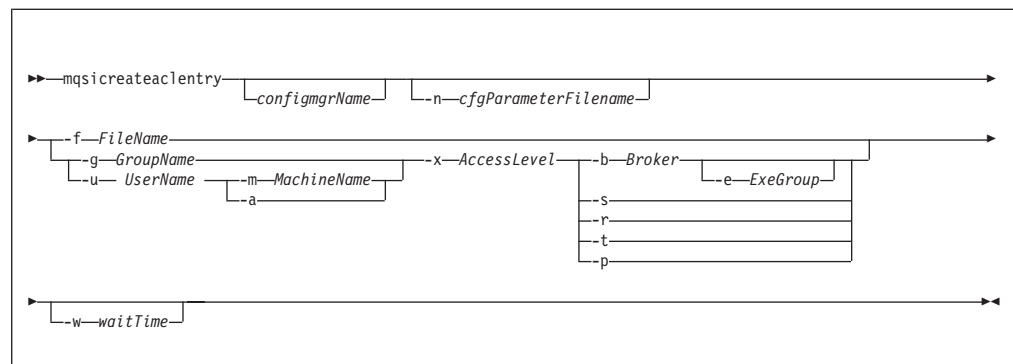 mqsicreateaclentry
configmgrName -n cfgParameterFilename
-f FileName
-g GroupName -x AccessLevel -b Broker
-u UserName -m MachineName -e ExeGroup
-a -s
-r
-t
-p
-w waitTime